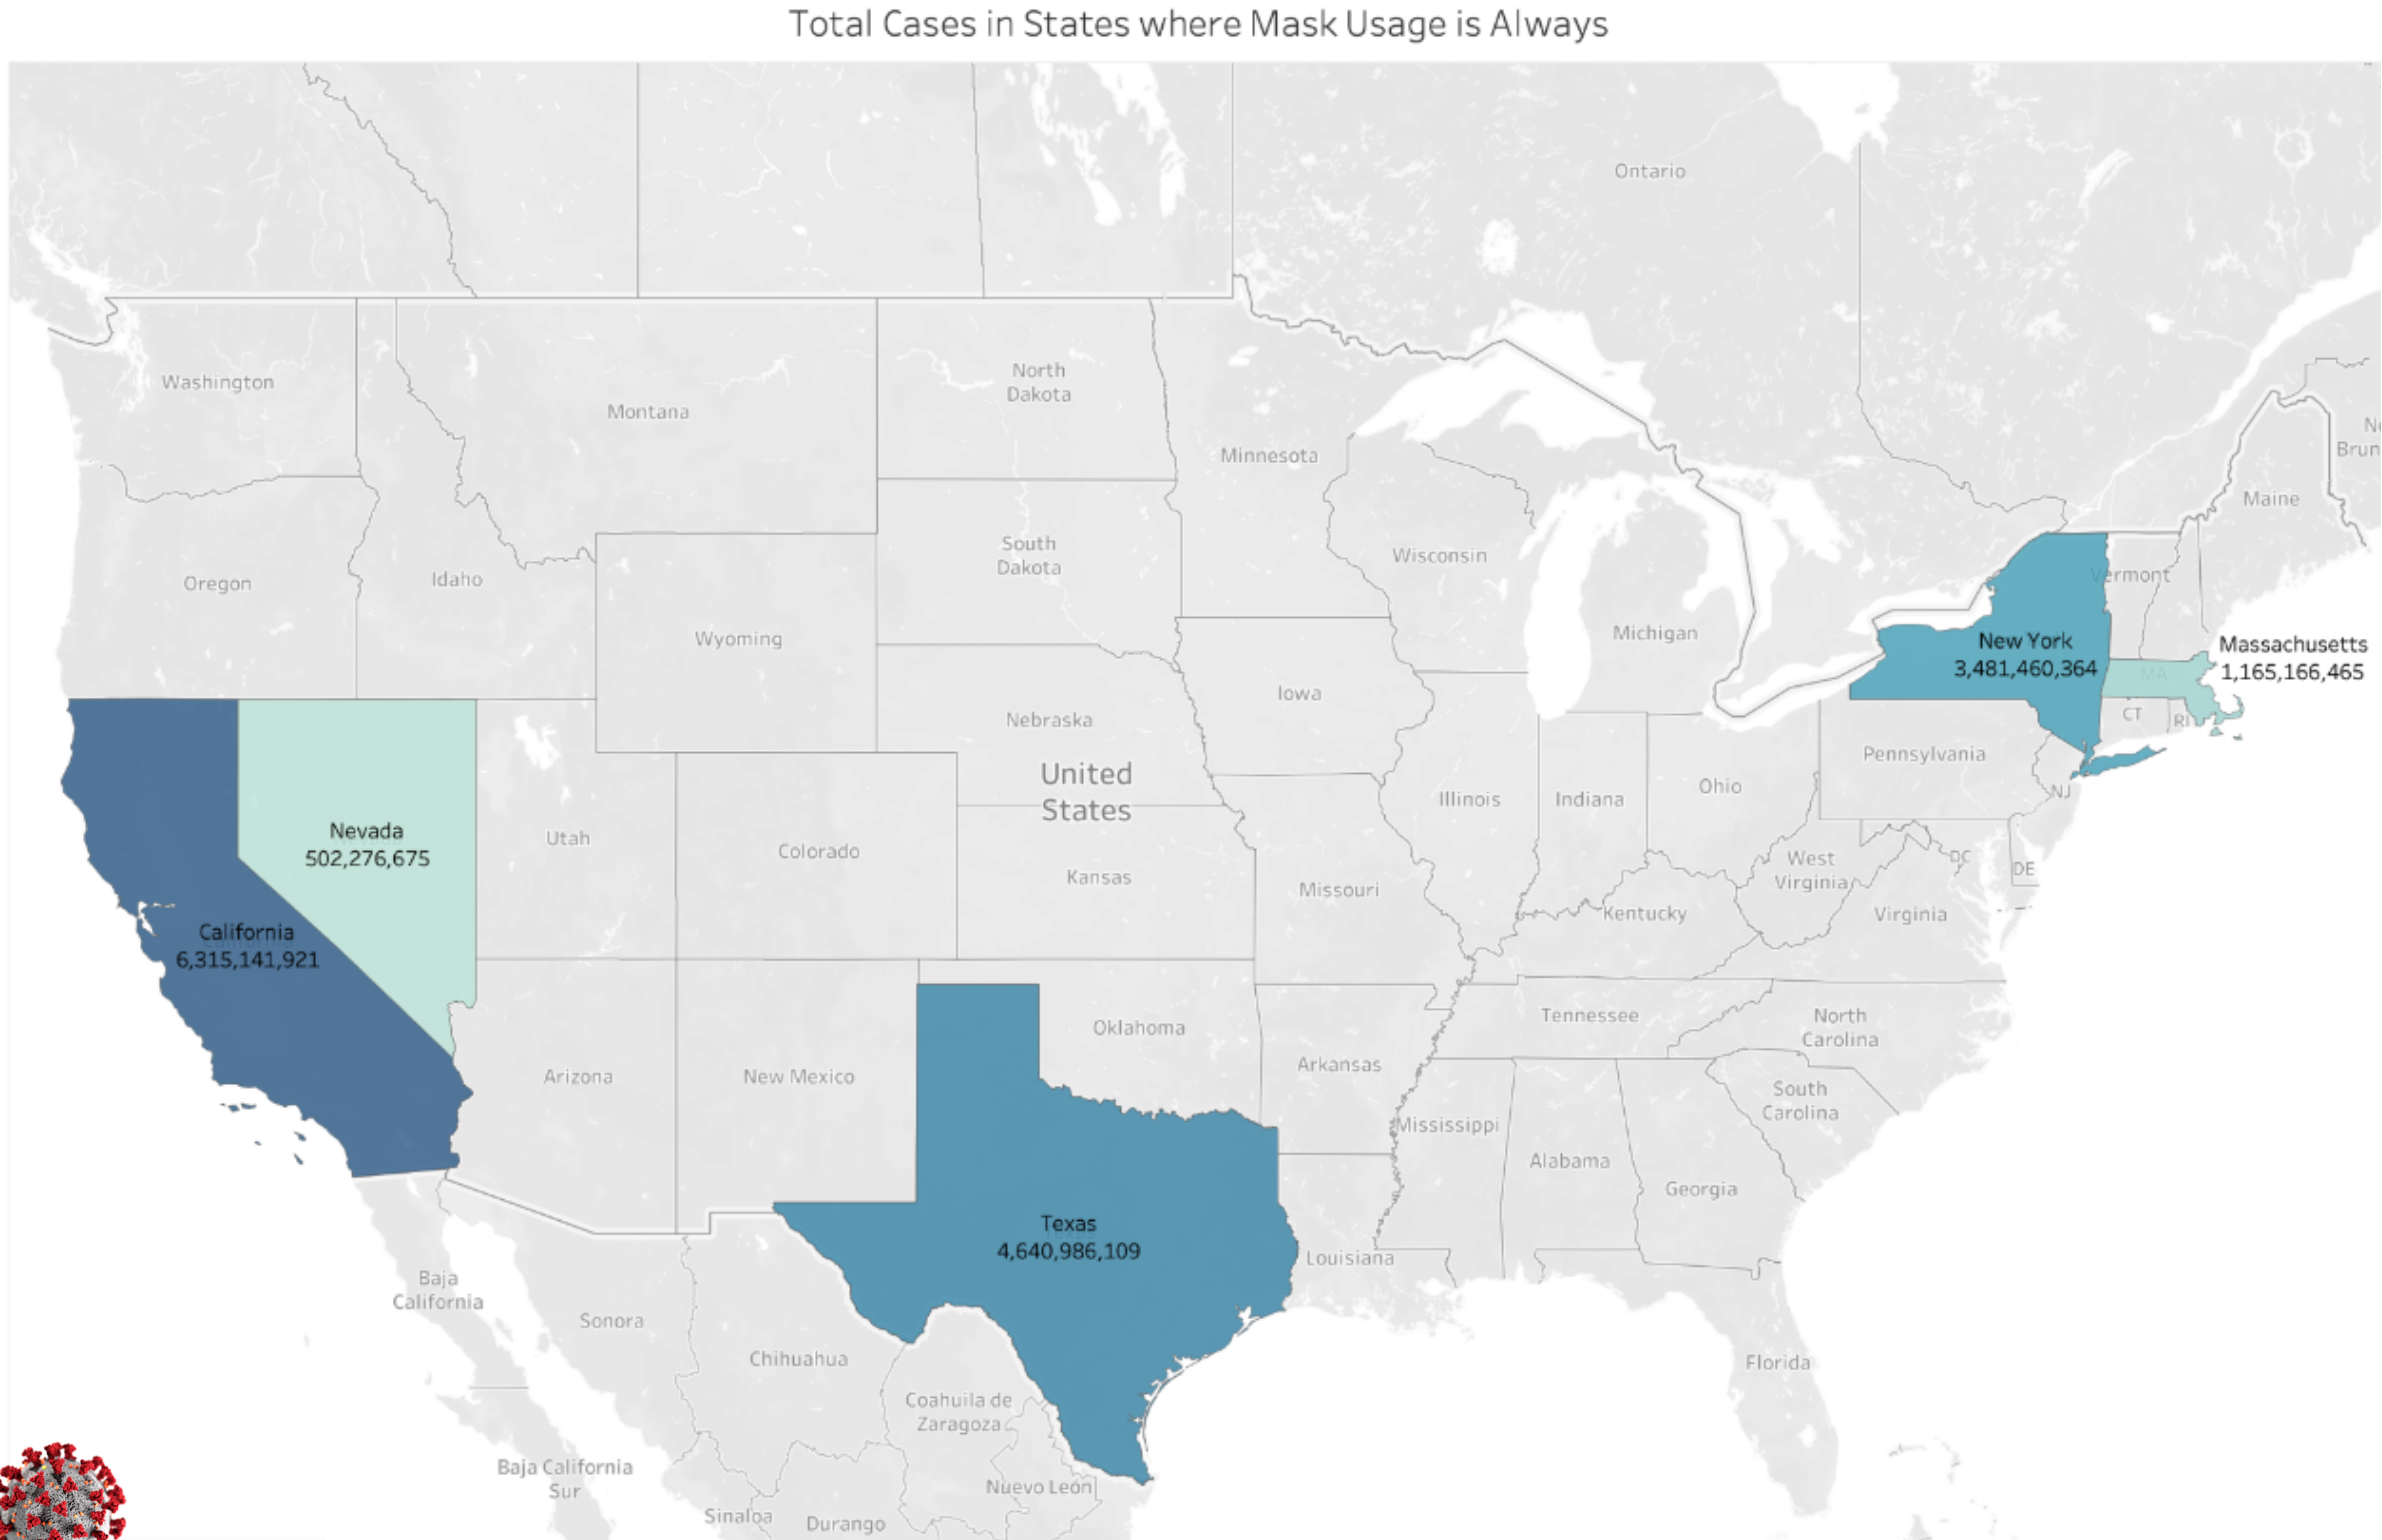 Total Cases in States where Mask Usage is Always
Ontario
Washington
Montana
North
Dakota
Minnesota
Brun
Maine
Oregon
Idaho
South
Dakota
Wisconsin
Vermont
Wyoming
Michigan
New York
3,481,460,364
Massachusetts
1,165,166,465
MA
Iowa
Nebraska
CT
RI
Pennsylvania
United
States
Illinois
Indiana
Ohio
NJ
Nevada
502,276,675
Utah
Colorado
Kansas
Missouri
West
Virginia
DC
DE
Kentucky
Virginia
California
6,315,141,921
Oklahoma
Tennessee
North
Carolina
Arkansas
Arizona
New Mexico
South
Carolina
Mississippi
Alabama
Georgia
Texas
4,640,986,109
Louisiana
Baja
California
Sonora
Chihuahua
Florida
Coahuila de
Zaragoza
Baja California
Sur
Nuevo León
Sinaloa
Durango